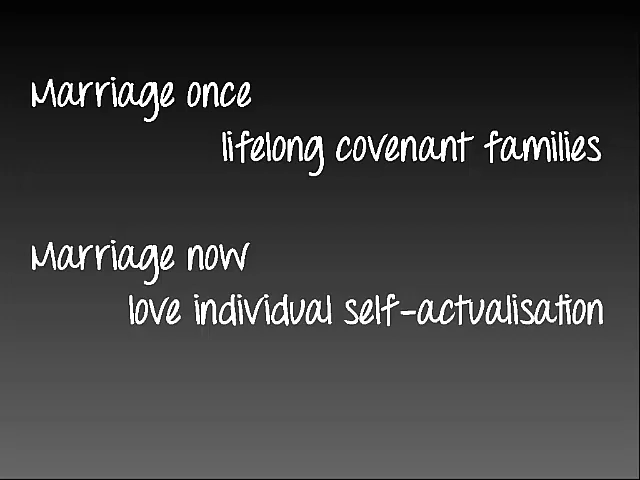 Marriage once
lifelong covenant families
Marriage now
love individual self-actualisation